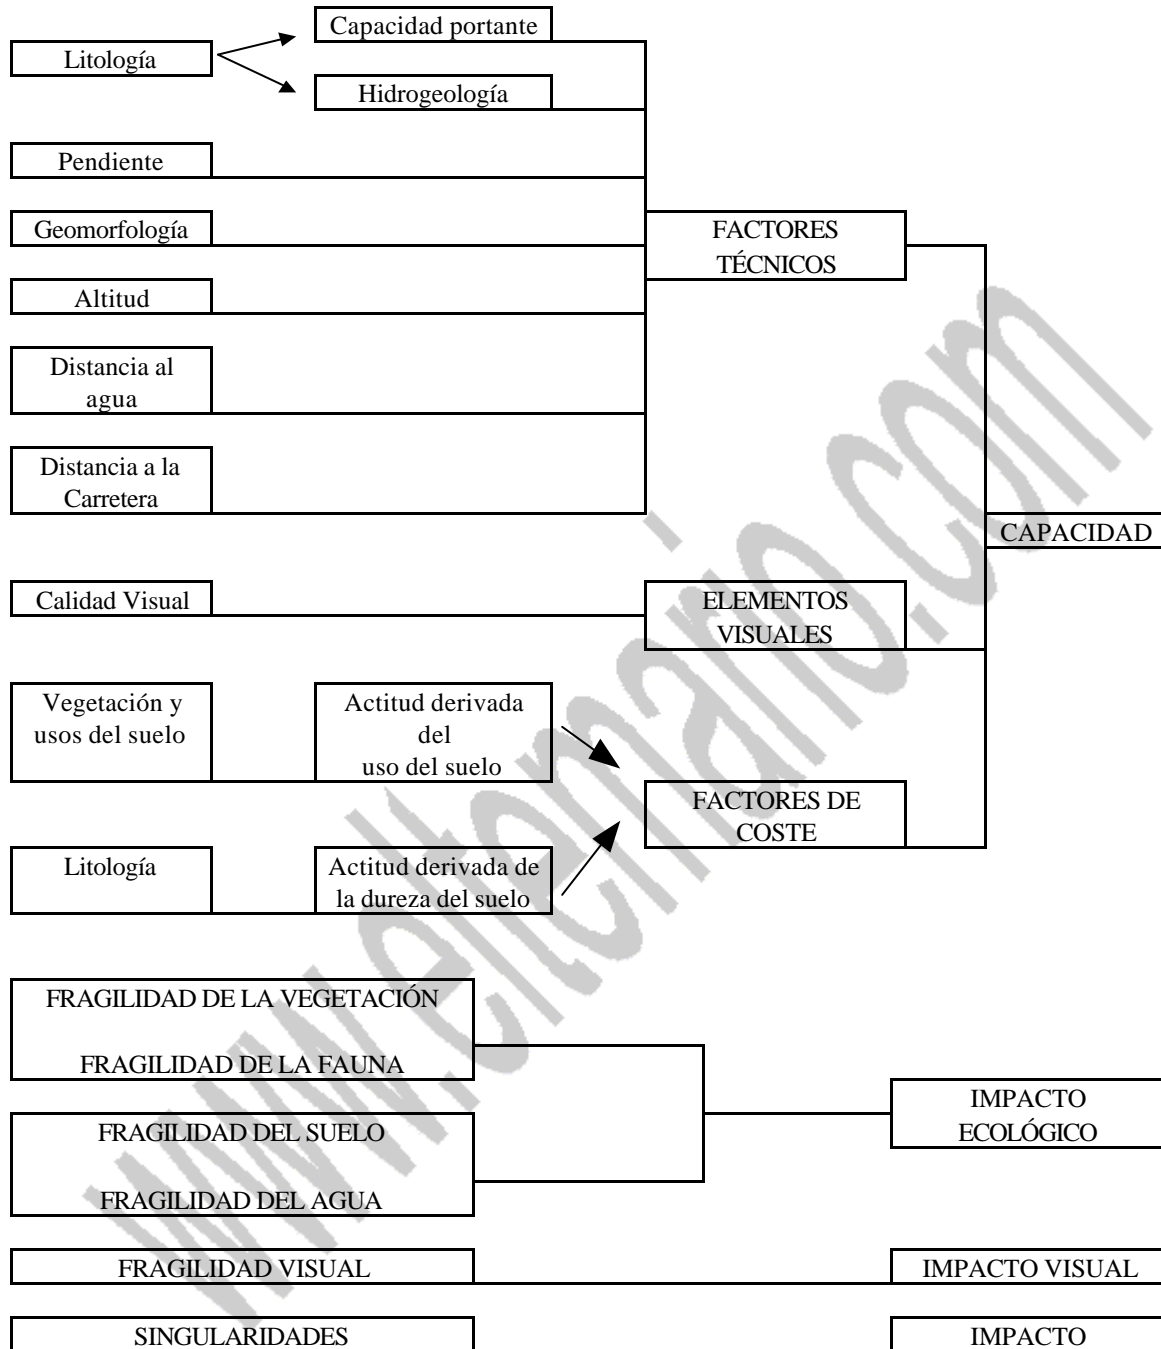 Capacidad portante
Litología
Hidrogeología
Pendiente
Geomorfología
FACTORES
TÉCNICOS
Altitud
Distancia al
agua
Distancia a la
Carretera
CAPACIDAD
Calidad Visual
ELEMENTOS
VISUALES
Vegetación y
usos del suelo
Actitud derivada
del
uso del suelo
FACTORES DE
COSTE
Litología
Actitud derivada de
la dureza del suelo
FRAGILIDAD DE LA VEGETACIÓN
FRAGILIDAD DE LA FAUNA
IMPACTO
ECOLÓGICO
FRAGILIDAD DEL SUELO
FRAGILIDAD DEL AGUA
FRAGILIDAD VISUAL
IMPACTO VISUAL
SINGULARIDADES
IMPACTO
www.eltemario.com